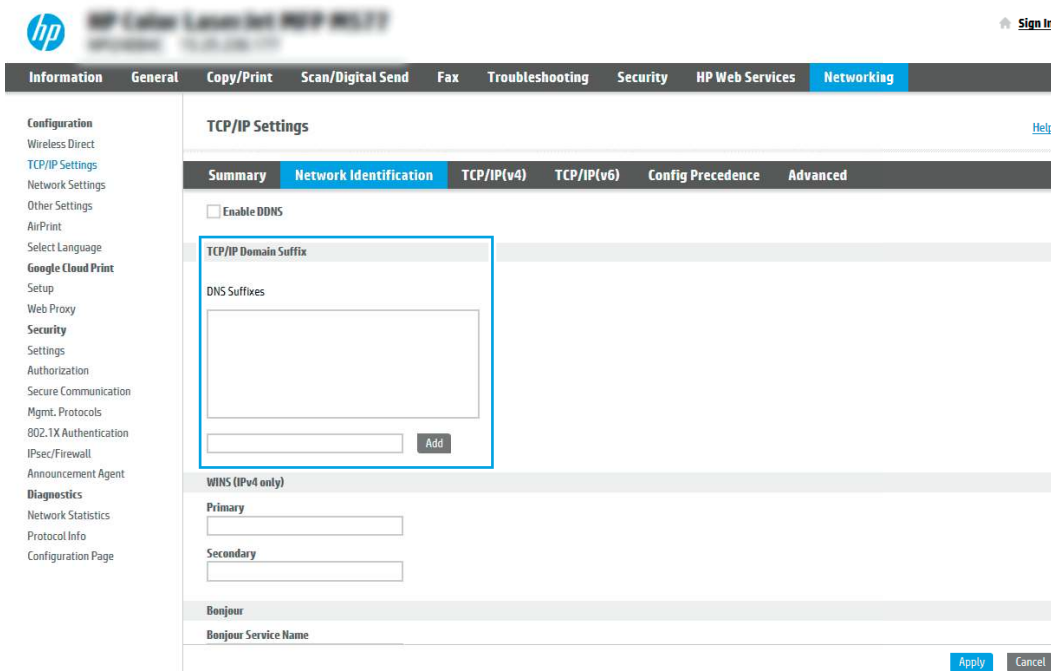 hp
Sign In
Information General Copy/Print Scan/Digital Send Fax Troubleshooting Security HP Web Services Networking
Configuration
Wireless Direct
TCP/IP Settings
Network Settings
Other Settings
AirPrint
Select Language
Google Cloud Print
Setup
Web Proxy
Security
Settings
Authorization
Secure Communication
Mgmt. Protocols
802.1X Authentication
IPsec/Firewall
Announcement Agent
Diagnostics
Network Statistics
Protocol Info
Configuration Page
TCP/IP Settings
Help
Summary Network Identification TCP/IP(v4) TCP/IP(v6) Config Precedence Advanced
Enable DDNS
TCP/IP Domain Suffix
DNS Suffixes
Add
WINS (IPv4 only)
Primary
Secondary
Bonjour
Bonjour Service Name
Apply Cancel